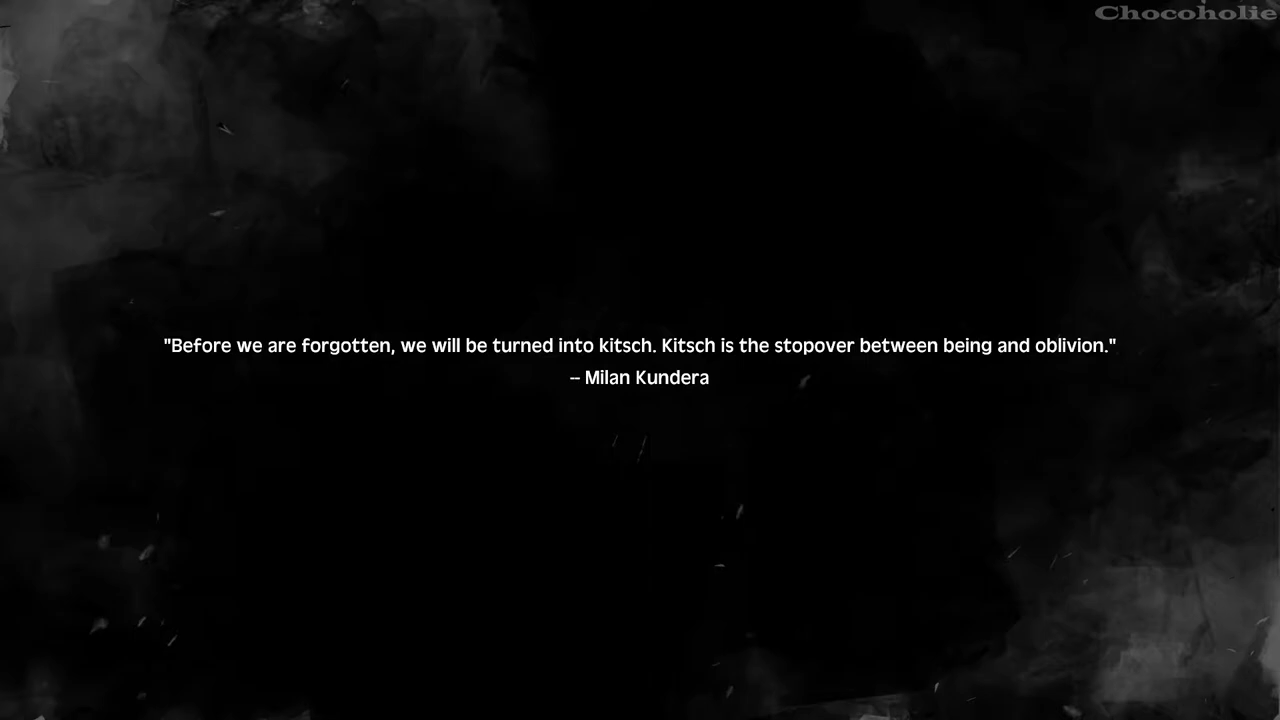 Chocoholie
"Before we are forgotten, we will be turned into kitsch. Kitsch is the stopover between being and oblivion."
-- Milan Kundera